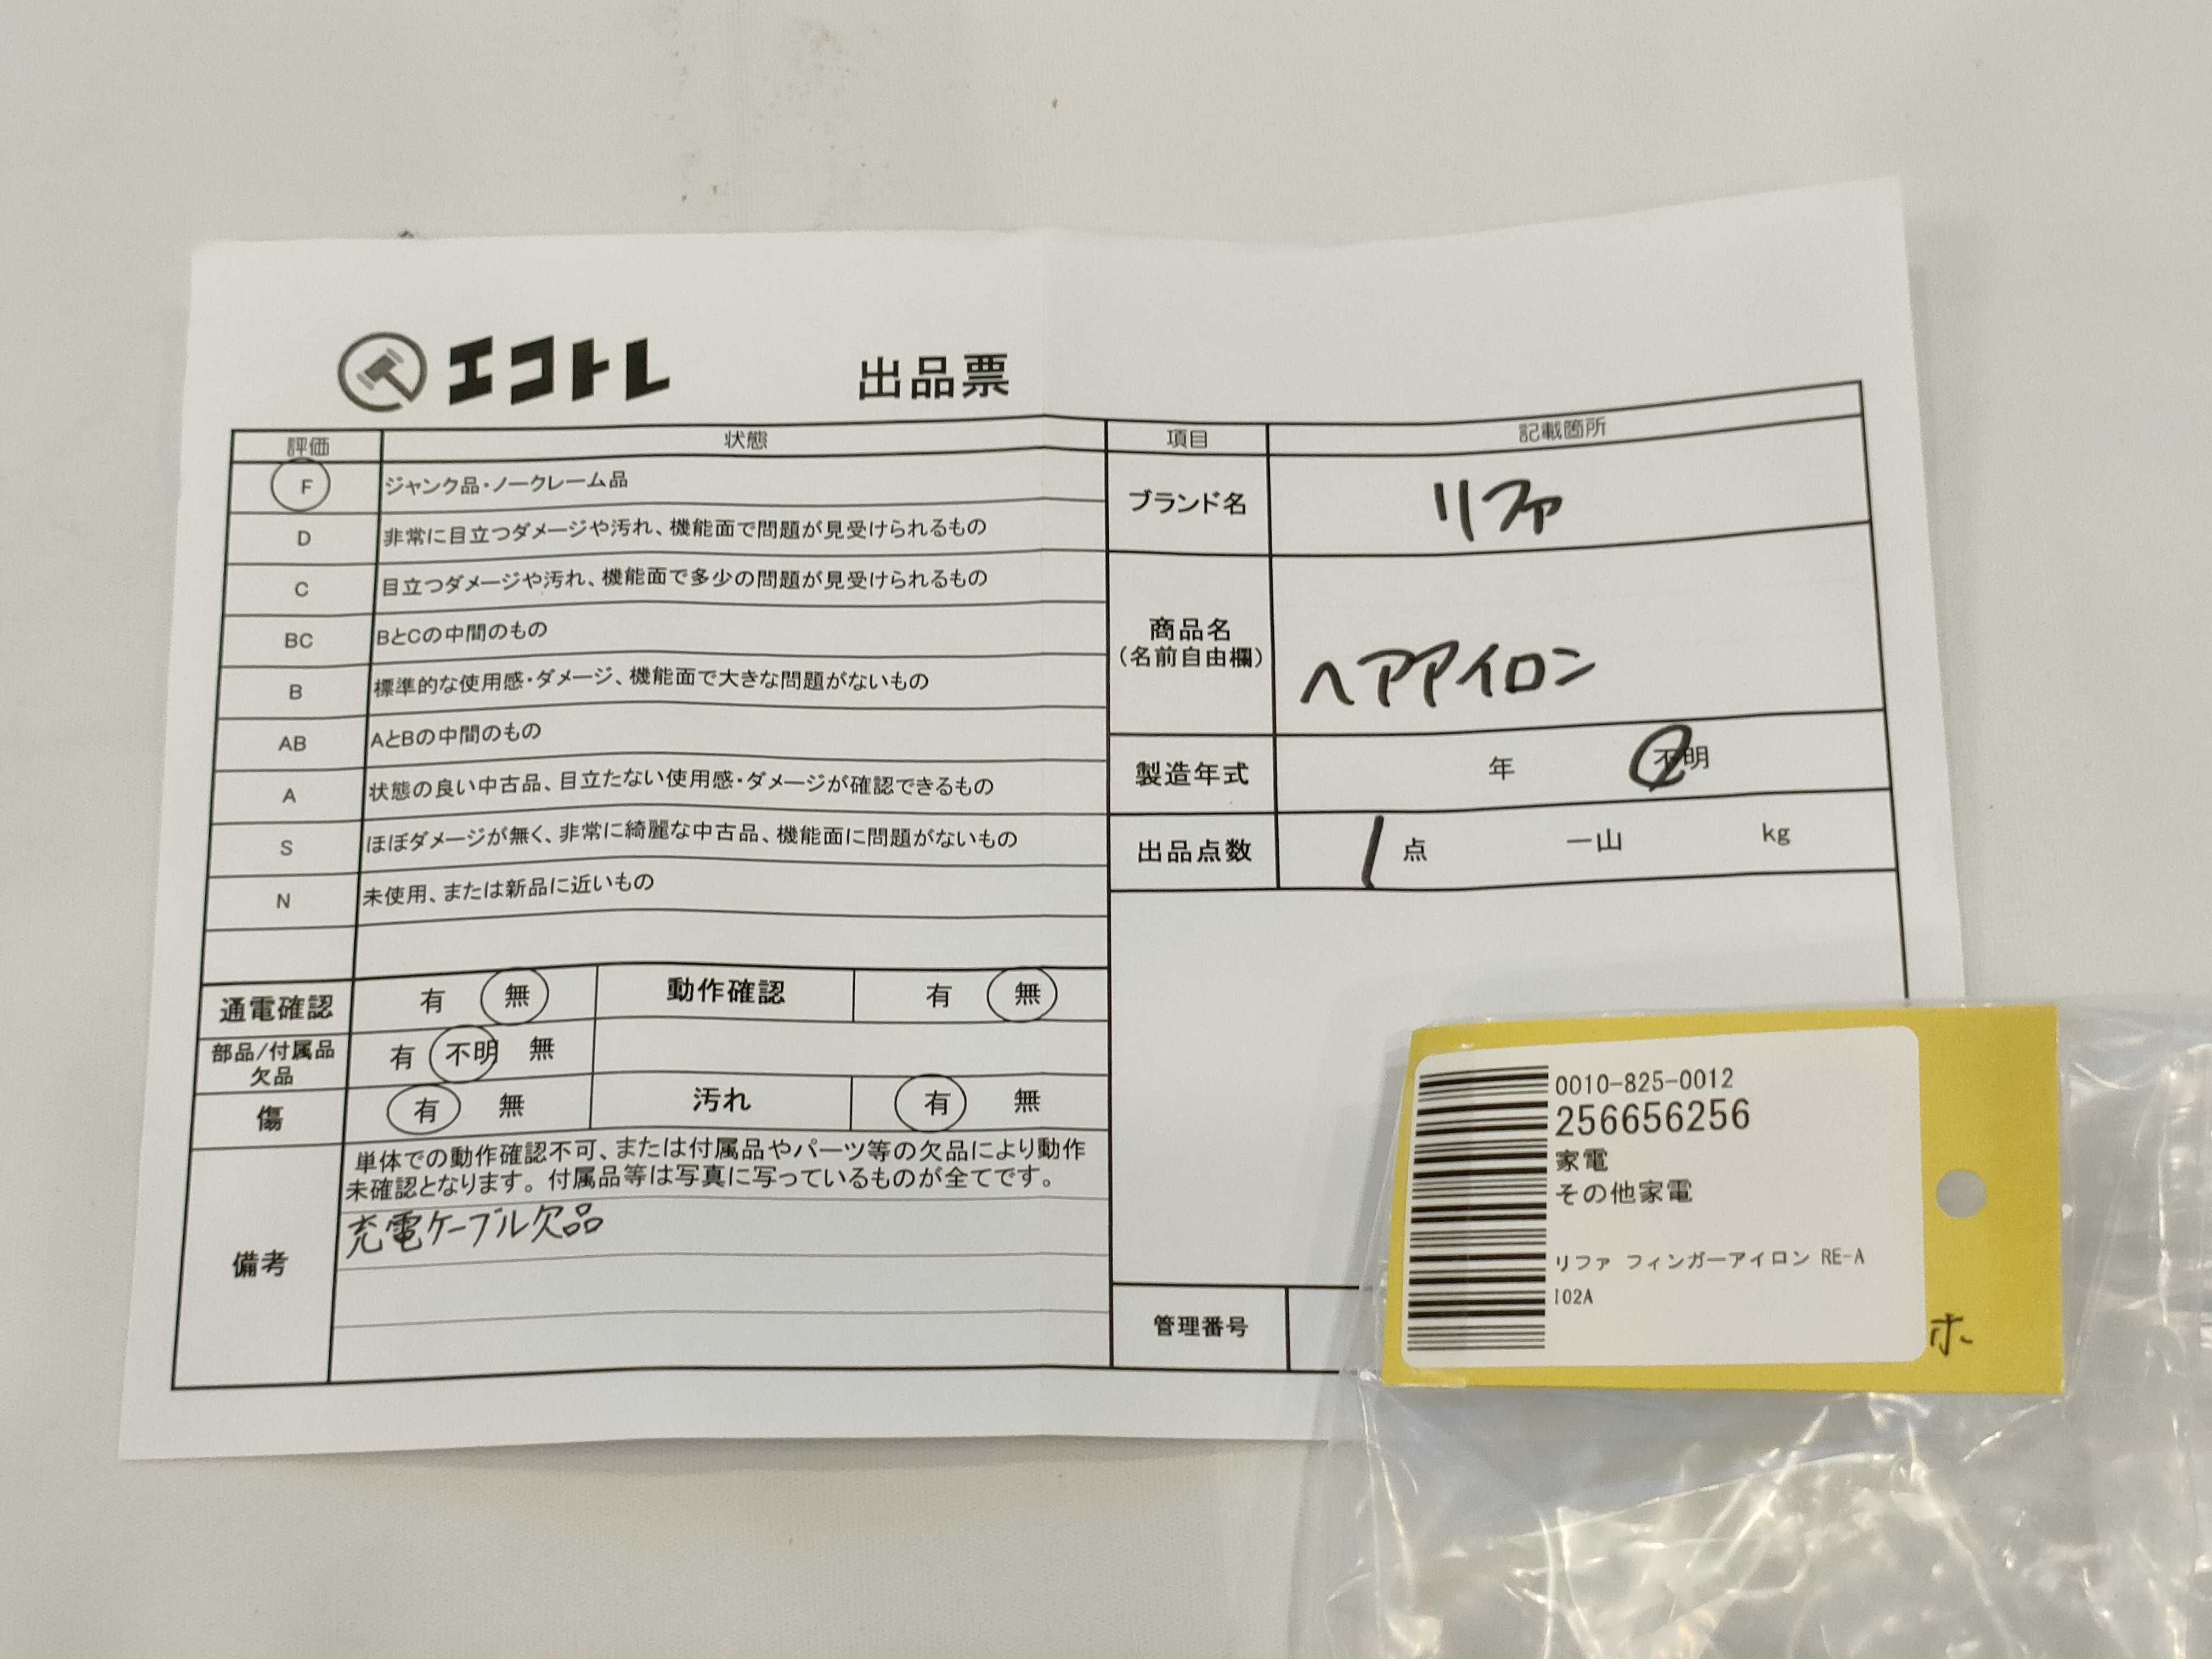 エコトレ 出品票
評価 状態 項目 記載箇所
F ジャンク品・ノークレーム品
D 非常に目立つダメージや汚れ、機能面で問題が見受けられるもの
C 目立つダメージや汚れ、機能面で多少の問題が見受けられるもの
BC BとCの中間のもの
B 標準的な使用感・ダメージ、機能面で大きな問題がないもの
AB AとBの中間のもの
A 状態の良い中古品、目立たない使用感・ダメージが確認できるもの
S ほぼダメージが無く、非常に綺麗な中古品、機能面に問題がないもの
N 未使用、または新品に近いもの
通電確認 有 無 動作確認 有 無
部品/付属品 有 不明 無
欠品
傷 有 無 汚れ 有 無
備考
単体での動作確認不可、または付属品やパーツ等の欠品により動作
未確認となります。付属品等は写真に写っているものが全てです。
充電ケーブル欠品
ブランド名 リファ
商品名
(名前自由欄)
ヘアアイロン
製造年式 年 不明
出品点数 1 点 一山 kg
管理番号
0010-825-0012
256656256
家電
その他家電
リファ フィンガーアイロン RE-A
I02A
ホ